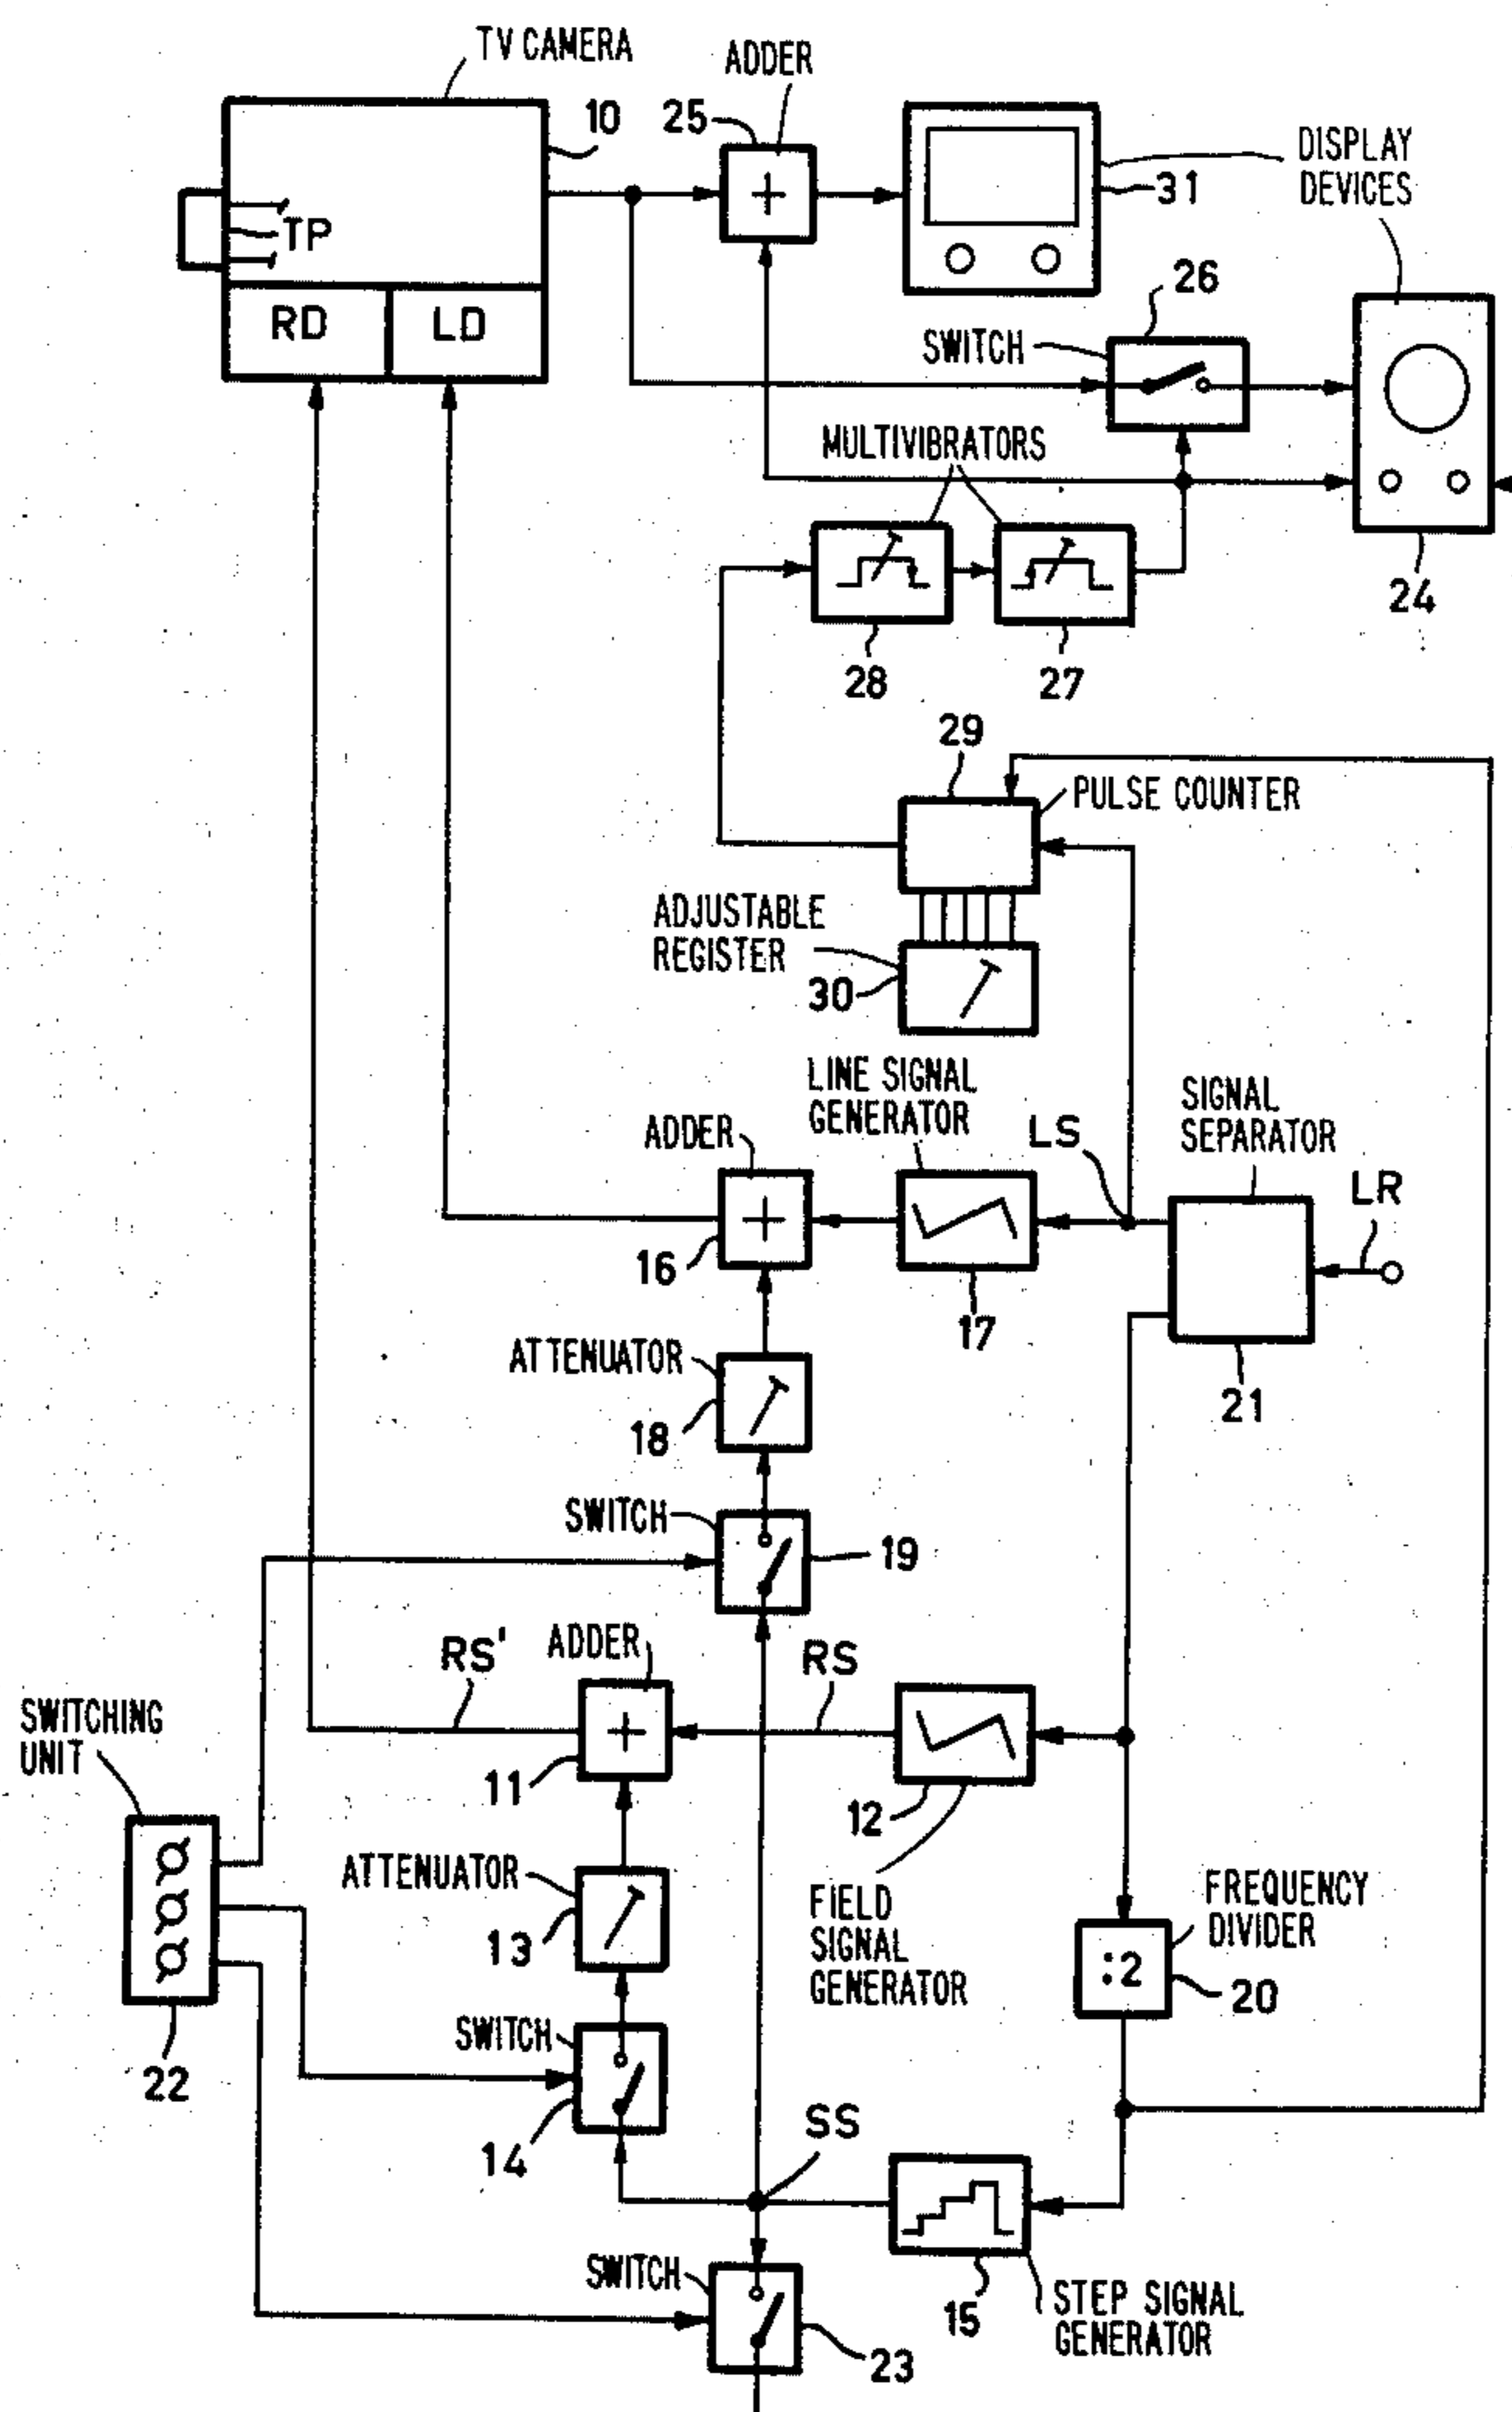 TV CAMERA
ADDER
10
25
DISPLAY
DEVICES
31
TP
26
RD
LD
SWITCH
MULTIVIBRATORS
24
28
27
29
PULSE COUNTER
ADJUSTABLE
REGISTER
30
LINE SIGNAL
GENERATOR
SIGNAL
SEPARATOR
ADDER
LS
LR
16
17
ATTENUATOR
18
21
SWITCH
19
RS'
ADDER
RS
SWITCHING
UNIT
11
12
ATTENUATOR
13
FIELD
SIGNAL
GENERATOR
FREQUENCY
DIVIDER
:2
20
SWITCH
22
14
SS
SWITCH
15
STEP SIGNAL
GENERATOR
23